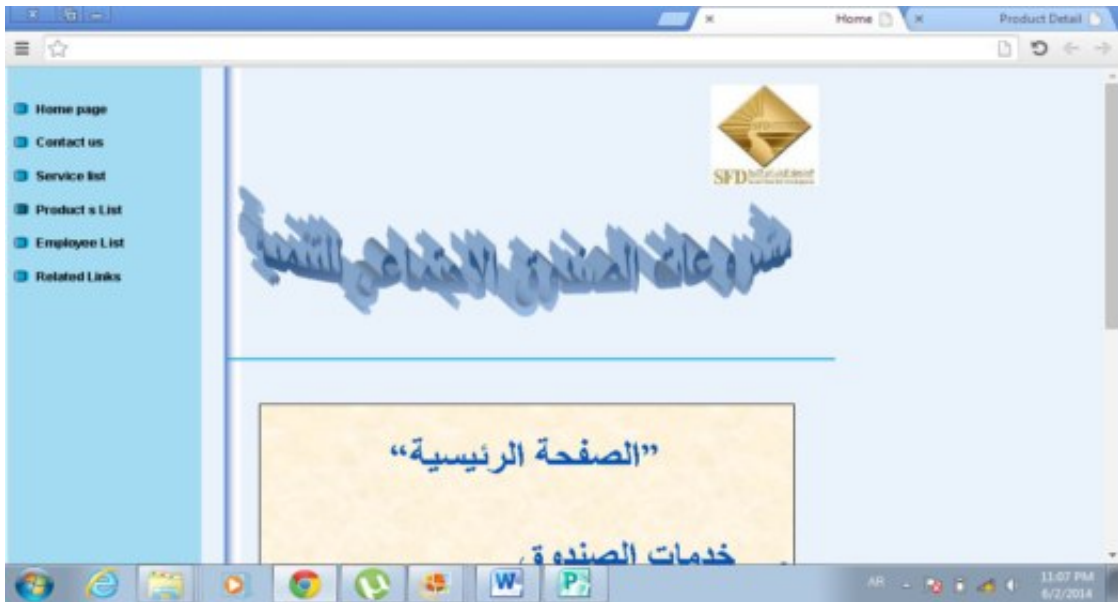 Home
Product Detail
Home page
Contact us
Service list
Product s List
Employee List
Related Links
SFD
مشروعات الصندوق الاجتماعي للتنمية
”الصفحة الرئيسية“
خدمات الصندوق
AR
11:07 PM
6/2/2014